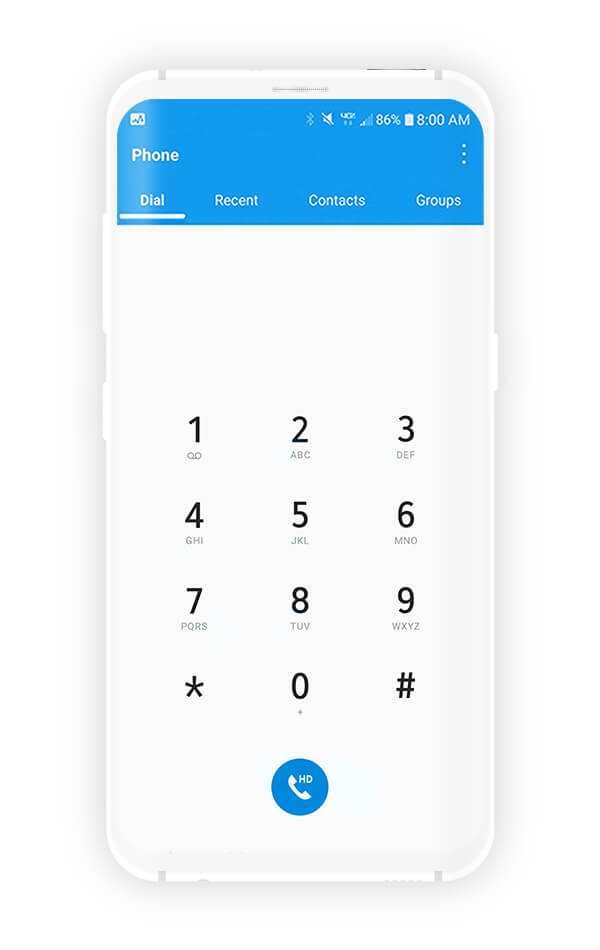 86% 8:00 AM
Phone
Dial Recent Contacts Groups
1 2 3
ABC DEF
4 5 6
GHI JKL MNO
7 8 9
PQRS TUV WXYZ
* 0 #
+
HD